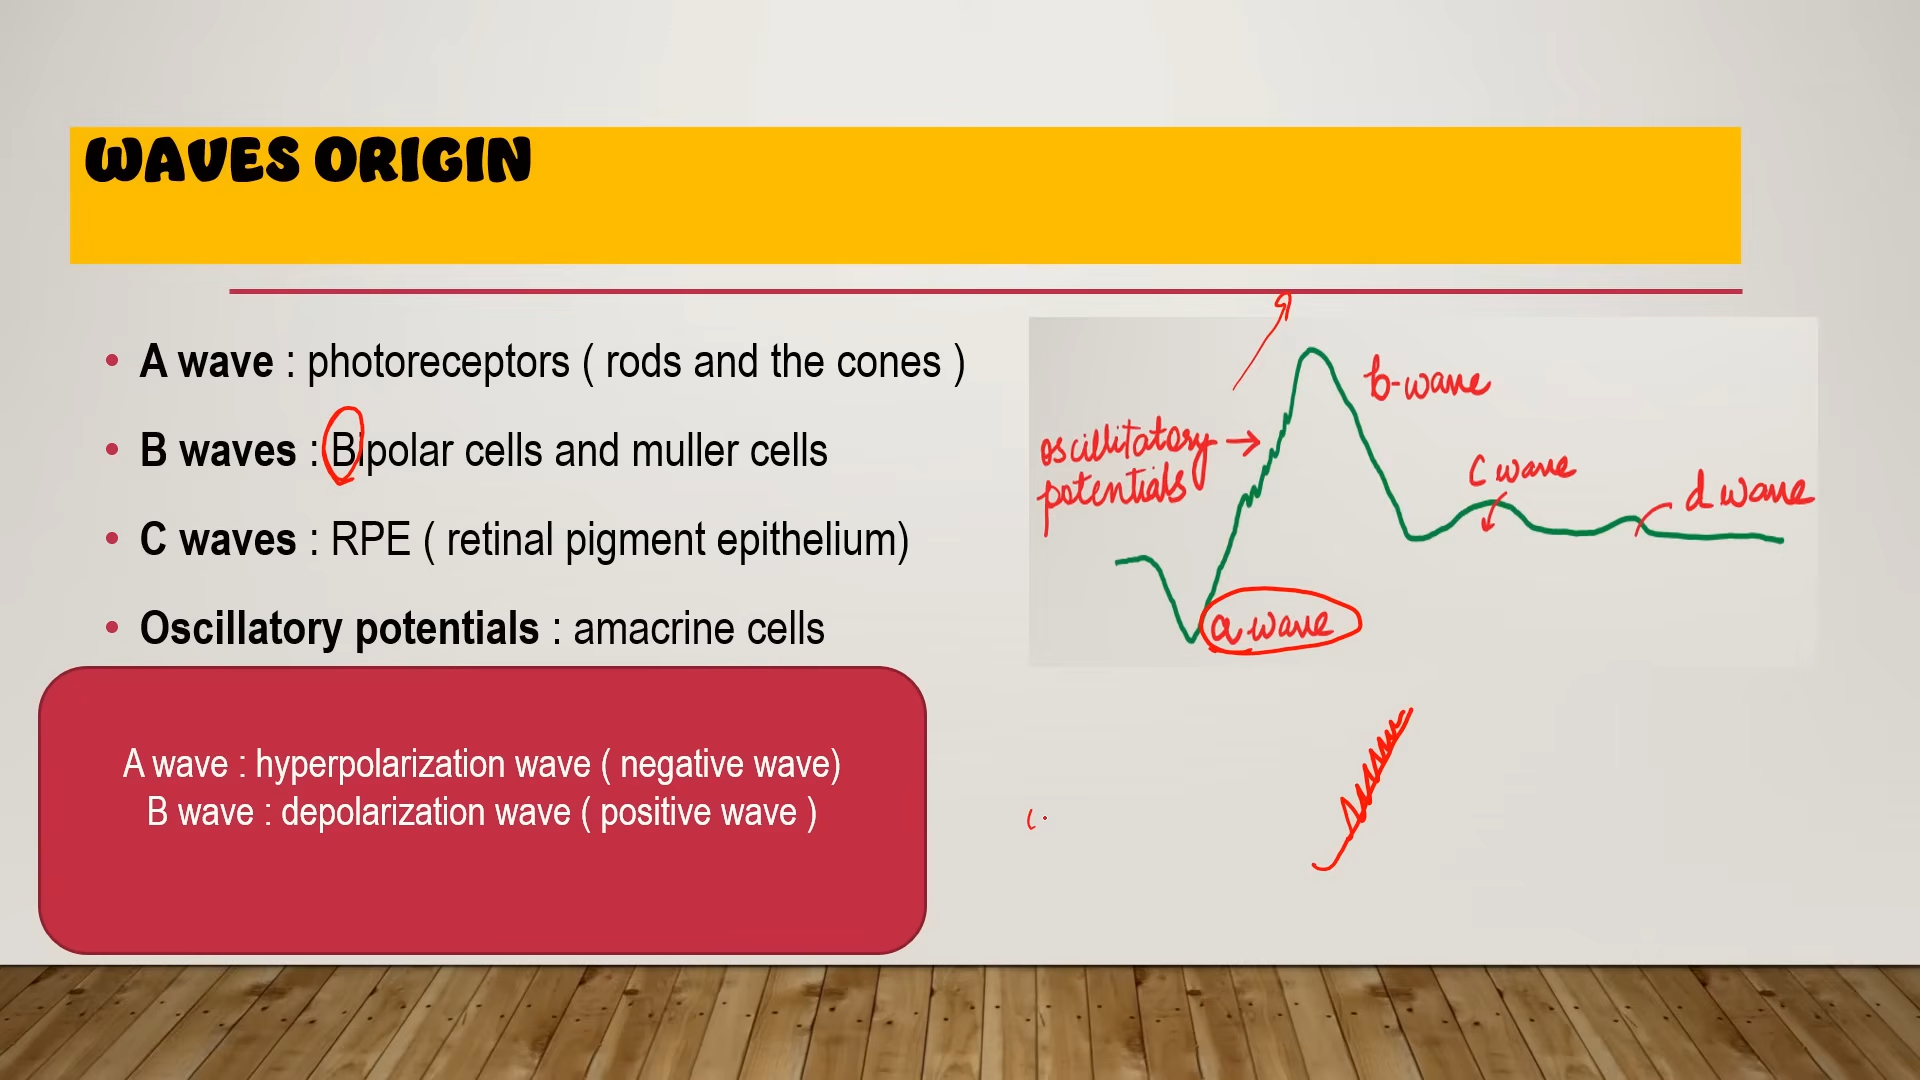 WAVES ORIGIN
• A wave : photoreceptors ( rods and the cones )
• B waves : Bipolar cells and muller cells
• C waves : RPE ( retinal pigment epithelium)
• Oscillatory potentials : amacrine cells
A wave : hyperpolarization wave ( negative wave)
B wave : depolarization wave ( positive wave )
b-wave
oscillitatory →
potentials
c wave
d wave
a wave